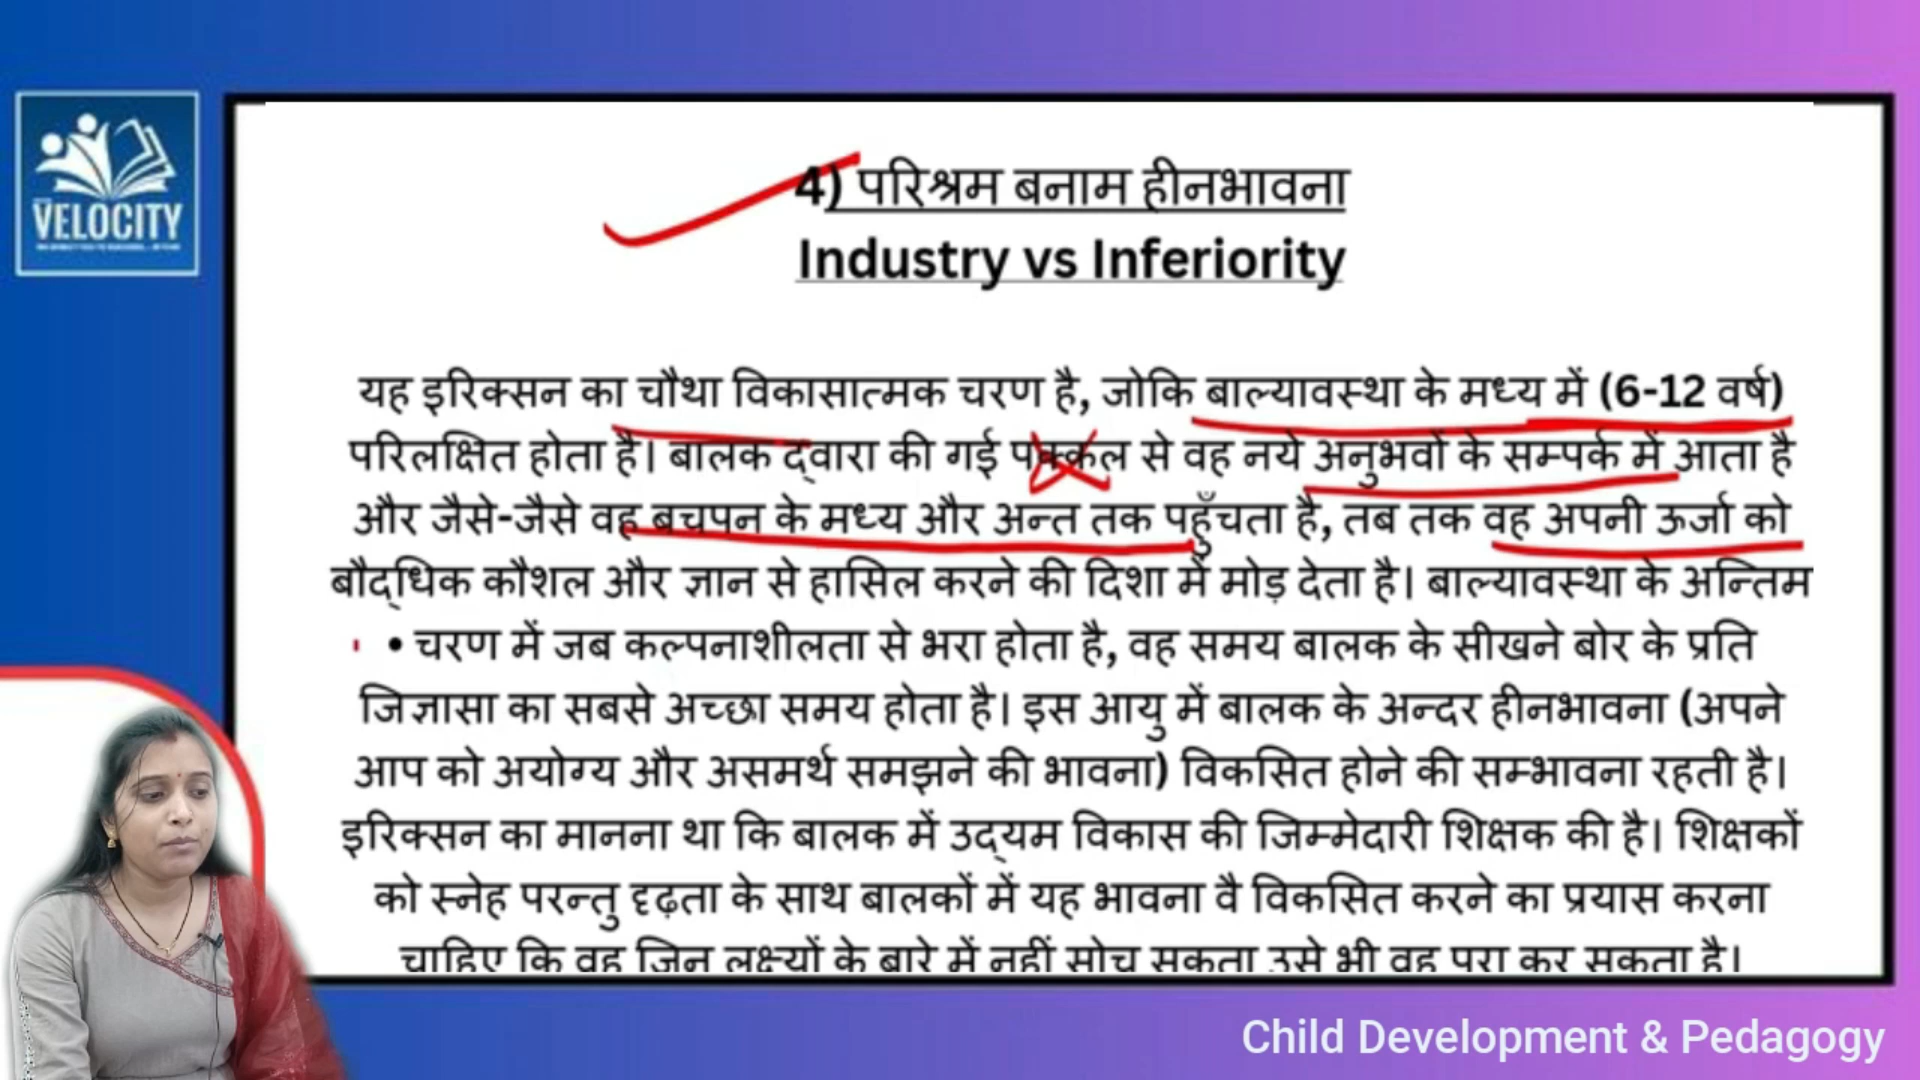 VELOCITY
4) परिश्रम बनाम हीनभावना
Industry vs Inferiority
यह इरिक्सन का चौथा विकासात्मक चरण है, जोकि बाल्यावस्था के मध्य में (6-12 वर्ष)
परिलक्षित होता है। बालक द्वारा की गई से वह नये अनुभवों के सम्पर्क में आता है
और जैसे-जैसे वह बचपन के मध्य और अन्त तक पहुँचता है, तब तक वह अपनी ऊर्जा को
बौद्धिक कौशल और ज्ञान से हासिल करने की दिशा में मोड़ देता है। बाल्यावस्था के अन्तिम
• चरण में जब कल्पनाशीलता से भरा होता है, वह समय बालक के सीखने बोर के प्रति
जिज्ञासा का सबसे अच्छा समय होता है। इस आयु में बालक के अन्दर हीनभावना (अपने
आप को अयोग्य और असमर्थ समझने की भावना) विकसित होने की सम्भावना रहती है।
इरिक्सन का मानना था कि बालक में उद्यम विकास की जिम्मेदारी शिक्षक की है। शिक्षकों
को स्नेह परन्तु दृढ़ता के साथ बालकों में यह भावना वै विकसित करने का प्रयास करना
चाहिए कि वह जिन लक्ष्यों के बारे में नहीं सोच सकता उसे भी वह पूरा कर सकता है।
Child Development & Pedagogy